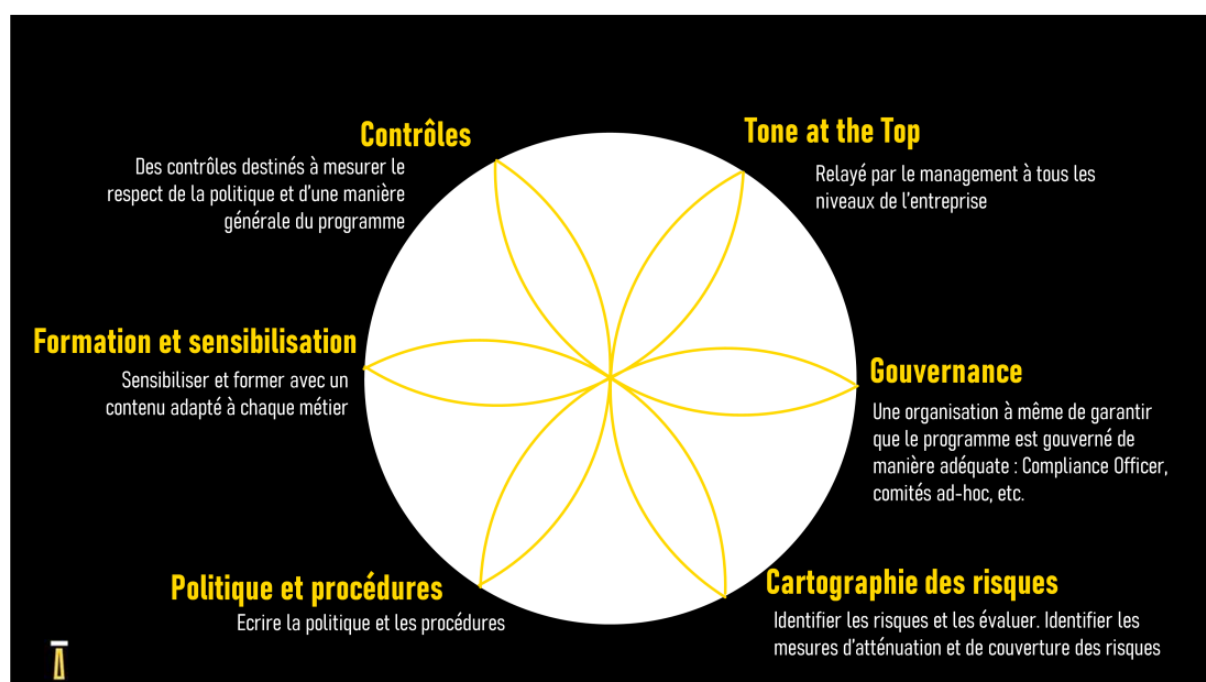 Contrôles
Des contrôles destinés à mesurer le
respect de la politique et d'une manière
générale du programme
Tone at the Top
Relayé par le management à tous les
niveaux de l'entreprise
Formation et sensibilisation
Sensibiliser et former avec un
contenu adapté à chaque métier
Gouvernance
Une organisation à même de garantir
que le programme est gouverné de
manière adéquate : Compliance Officer,
comités ad-hoc, etc.
Politique et procédures
Ecrire la politique et les procédures
Cartographie des risques
Identifier les risques et les évaluer. Identifier les
mesures d'atténuation et de couverture des risques